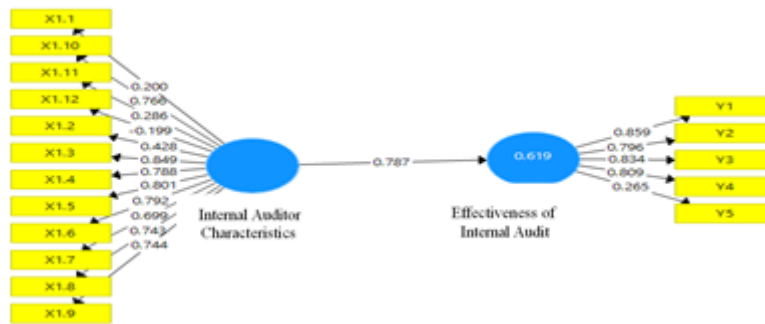 X1.1
X1.10
X1.11
X1.12
X1.2
X1.3
X1.4
X1.5
X1.6
X1.7
X1.8
X1.9
0.200
0.766
0.286
-0.199
0.428
0.849
0.788
0.801
0.792
0.699
0.743
0.744
Internal Auditor
Characteristics
0.787
0.619
Effectiveness of
Internal Audit
0.859
0.796
0.834
0.809
0.265
Y1
Y2
Y3
Y4
Y5